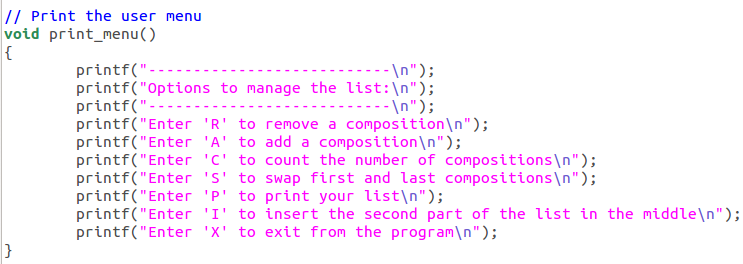 // Print the user menu
void print_menu()
{
        printf("---------------------------\n");
        printf("Options to manage the list:\n");
        printf("---------------------------\n");
        printf("Enter 'R' to remove a composition\n");
        printf("Enter 'A' to add a composition\n");
        printf("Enter 'C' to count the number of compositions\n");
        printf("Enter 'S' to swap first and last compositions\n");
        printf("Enter 'P' to print your list\n");
        printf("Enter 'I' to insert the second part of the list in the middle\n");
        printf("Enter 'X' to exit from the program\n");
}